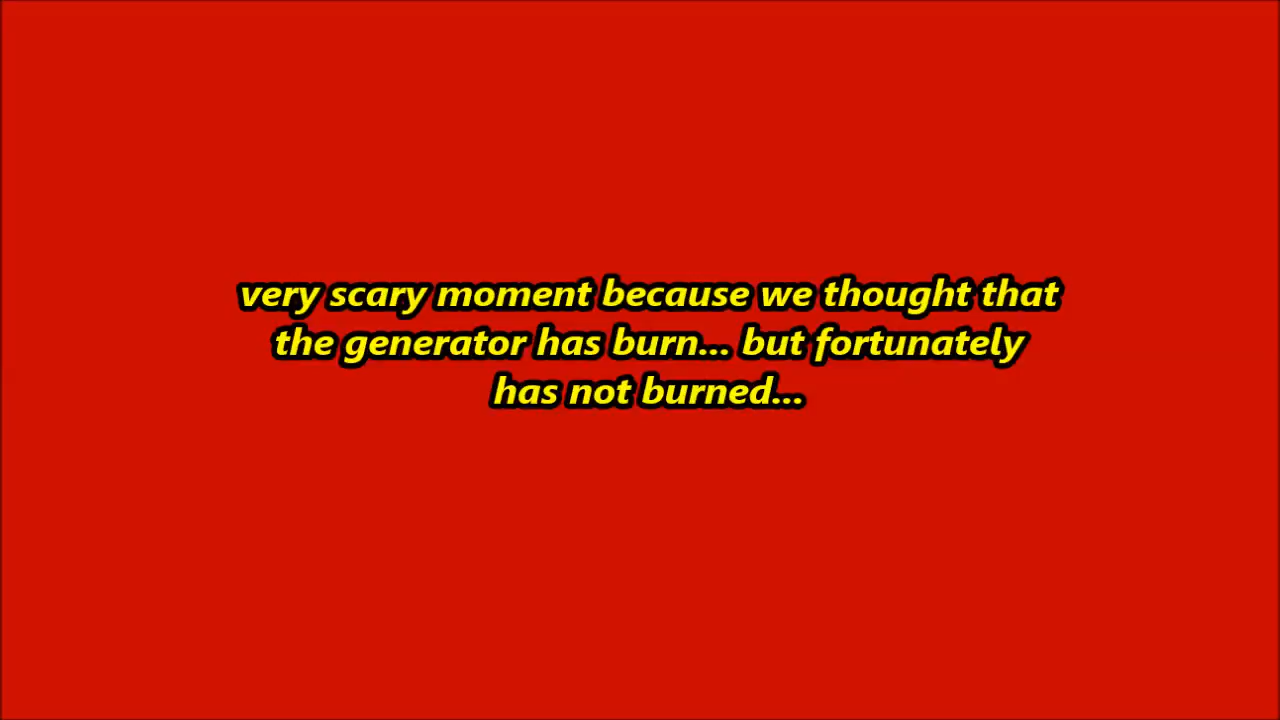 very scary moment because we thought that
the generator has burn... but fortunately
has not burned...